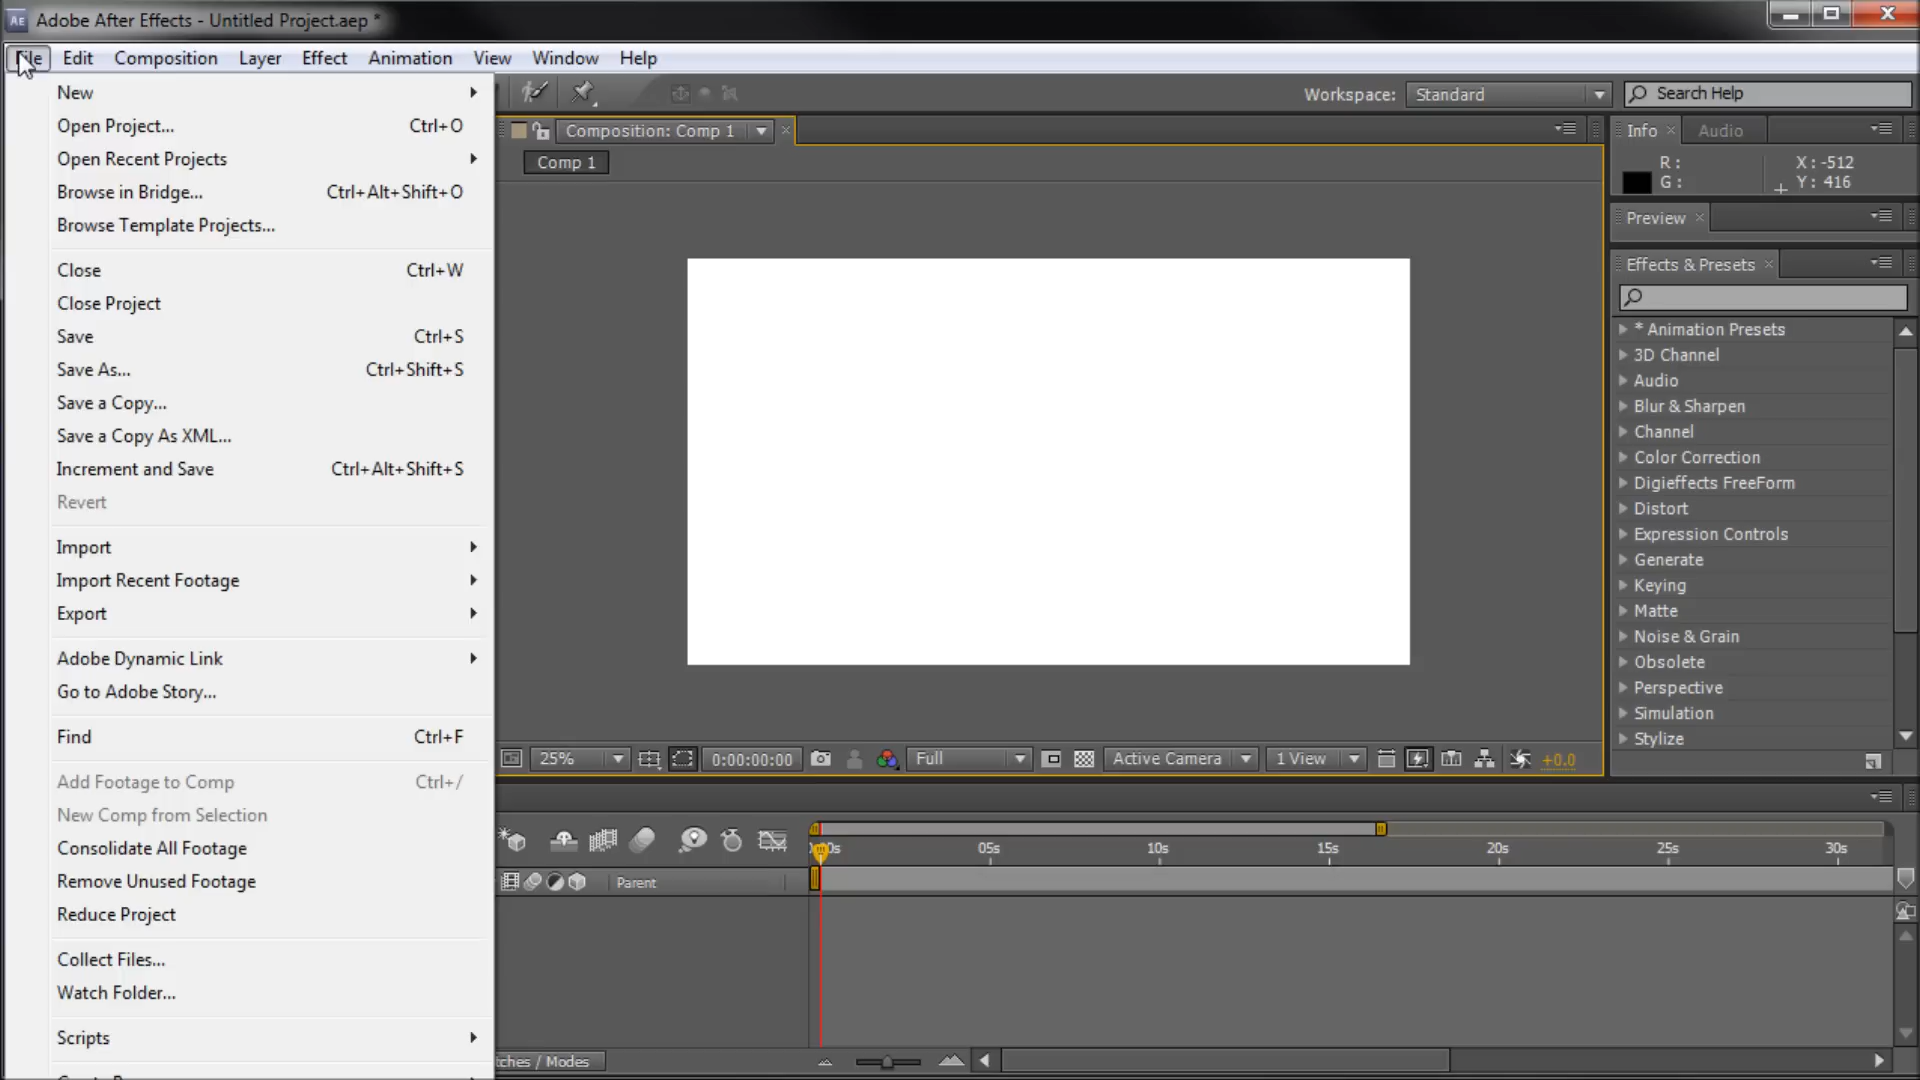 AE Adobe After Effects - Untitled Project.aep *
File Edit Composition Layer Effect Animation View Window Help
New
Open Project... Ctrl+O
Open Recent Projects
Browse in Bridge... Ctrl+Alt+Shift+O
Browse Template Projects...
Close Ctrl+W
Close Project
Save Ctrl+S
Save As... Ctrl+Shift+S
Save a Copy...
Save a Copy As XML...
Increment and Save Ctrl+Alt+Shift+S
Revert
Import
Import Recent Footage
Export
Adobe Dynamic Link
Go to Adobe Story...
Find Ctrl+F
Add Footage to Comp Ctrl+/
New Comp from Selection
Consolidate All Footage
Remove Unused Footage
Reduce Project
Collect Files...
Watch Folder...
Scripts
Workspace: Standard
Search Help
Composition: Comp 1
Comp 1
25% 0:00:00:00 Full Active Camera 1 View +0.0
Info Audio
R: X: -512
G: Y: 416
Preview
Effects & Presets
* Animation Presets
3D Channel
Audio
Blur & Sharpen
Channel
Color Correction
Digieffects FreeForm
Distort
Expression Controls
Generate
Keying
Matte
Noise & Grain
Obsolete
Perspective
Simulation
Stylize
05s 10s 15s 20s 25s 30s
Parent
tches / Modes